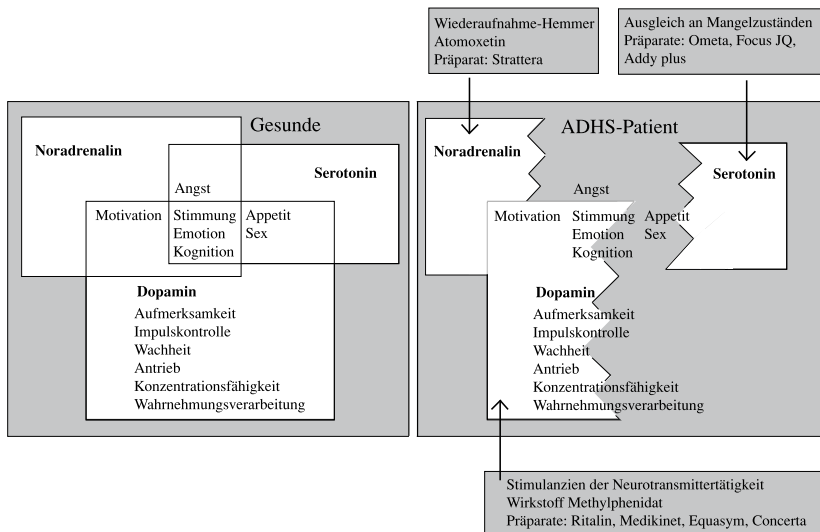 Wiederaufnahme-Hemmer
Atomoxetin
Präparat: Strattera
Ausgleich an Mangelzuständen
Präparate: Ometa, Focus JQ,
Addy plus
Gesunde
Noradrenalin
Serotonin
Angst
Motivation Stimmung Appetit
Emotion Sex
Kognition
Dopamin
Aufmerksamkeit
Impulskontrolle
Wachheit
Antrieb
Konzentrationsfähigkeit
Wahrnehmungsverarbeitung
ADHS-Patient
Noradrenalin
Serotonin
Angst
Motivation Stimmung Appetit
Emotion Sex
Kognition
Dopamin
Aufmerksamkeit
Impulskontrolle
Wachheit
Antrieb
Konzentrationsfähigkeit
Wahrnehmungsverarbeitung
Stimulanzien der Neurotransmittertätigkeit
Wirkstoff Methylphenidat
Präparate: Ritalin, Medikinet, Equasym, Concerta